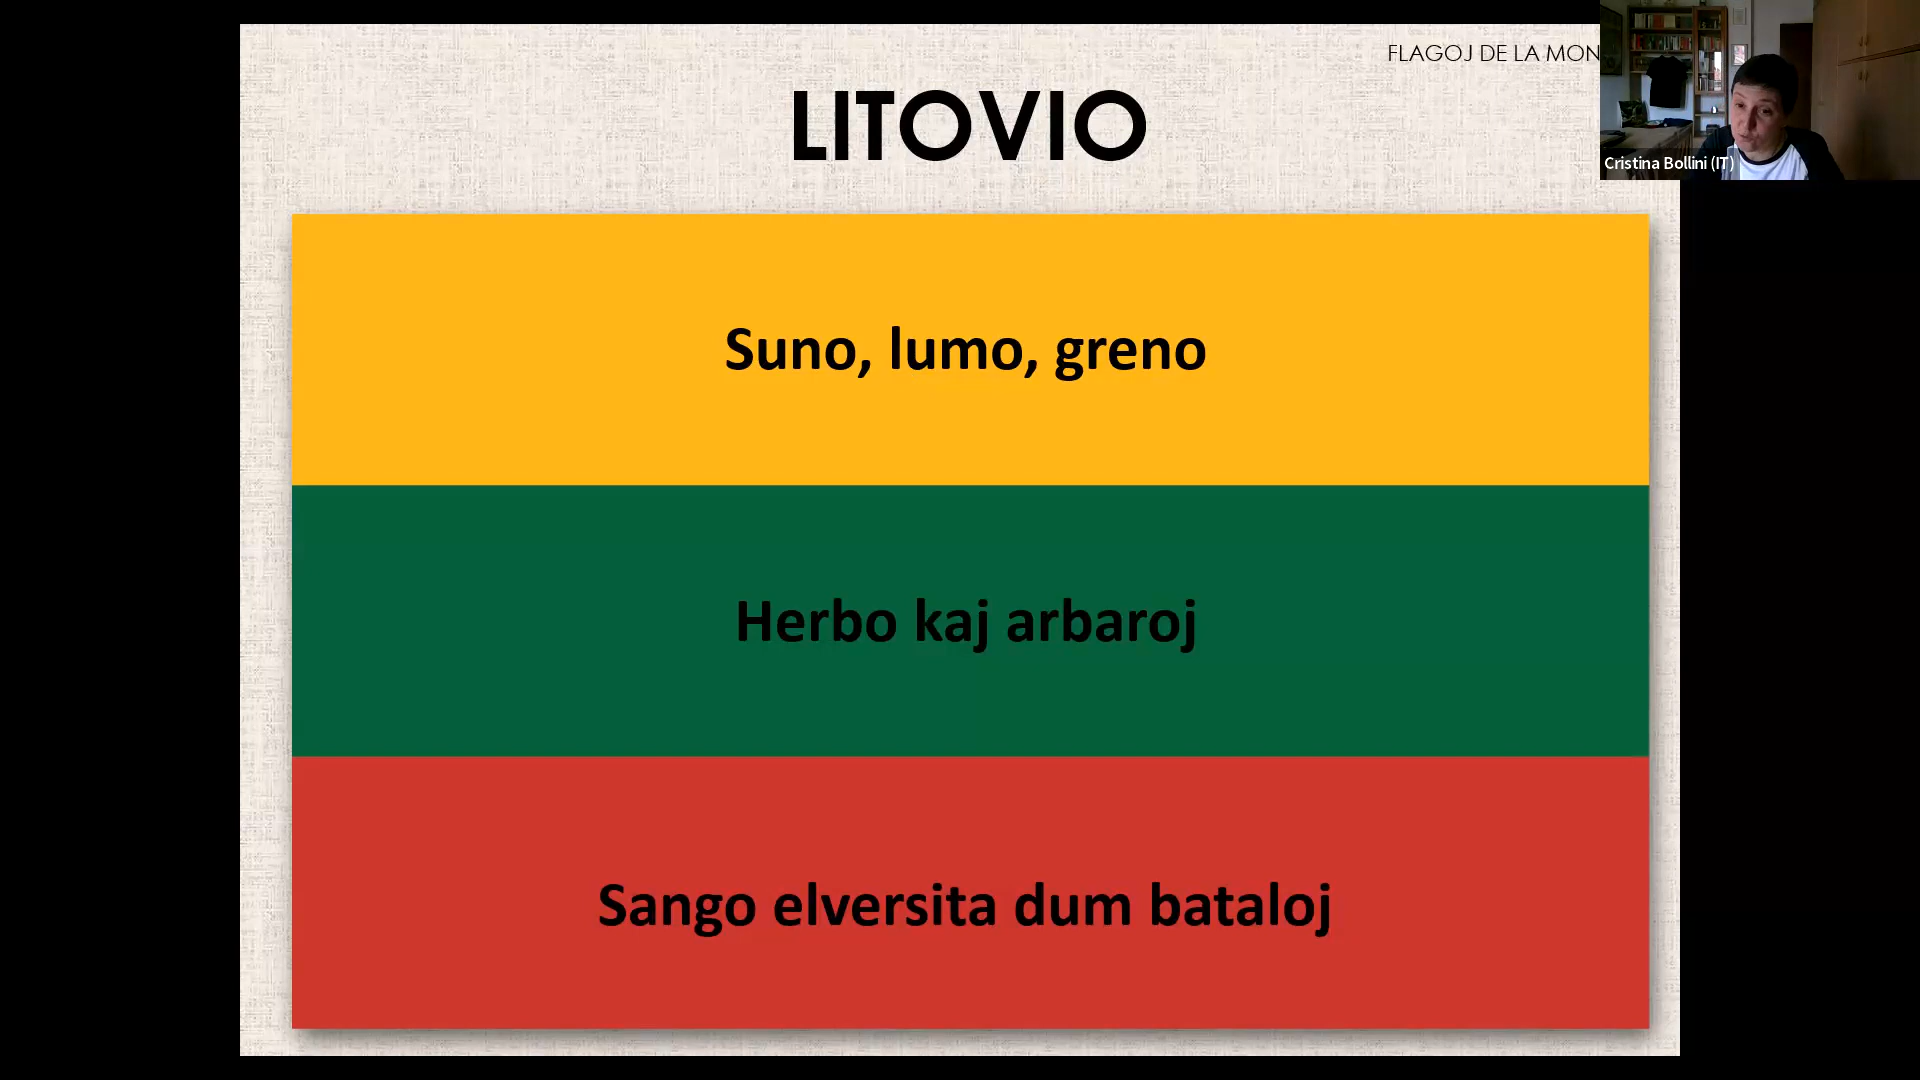 FLAGOJ DE LA MON
LITOVIO
Cristina Bollini (IT)
Suno, lumo, greno
Herbo kaj arbaroj
Sango elversita dum bataloj